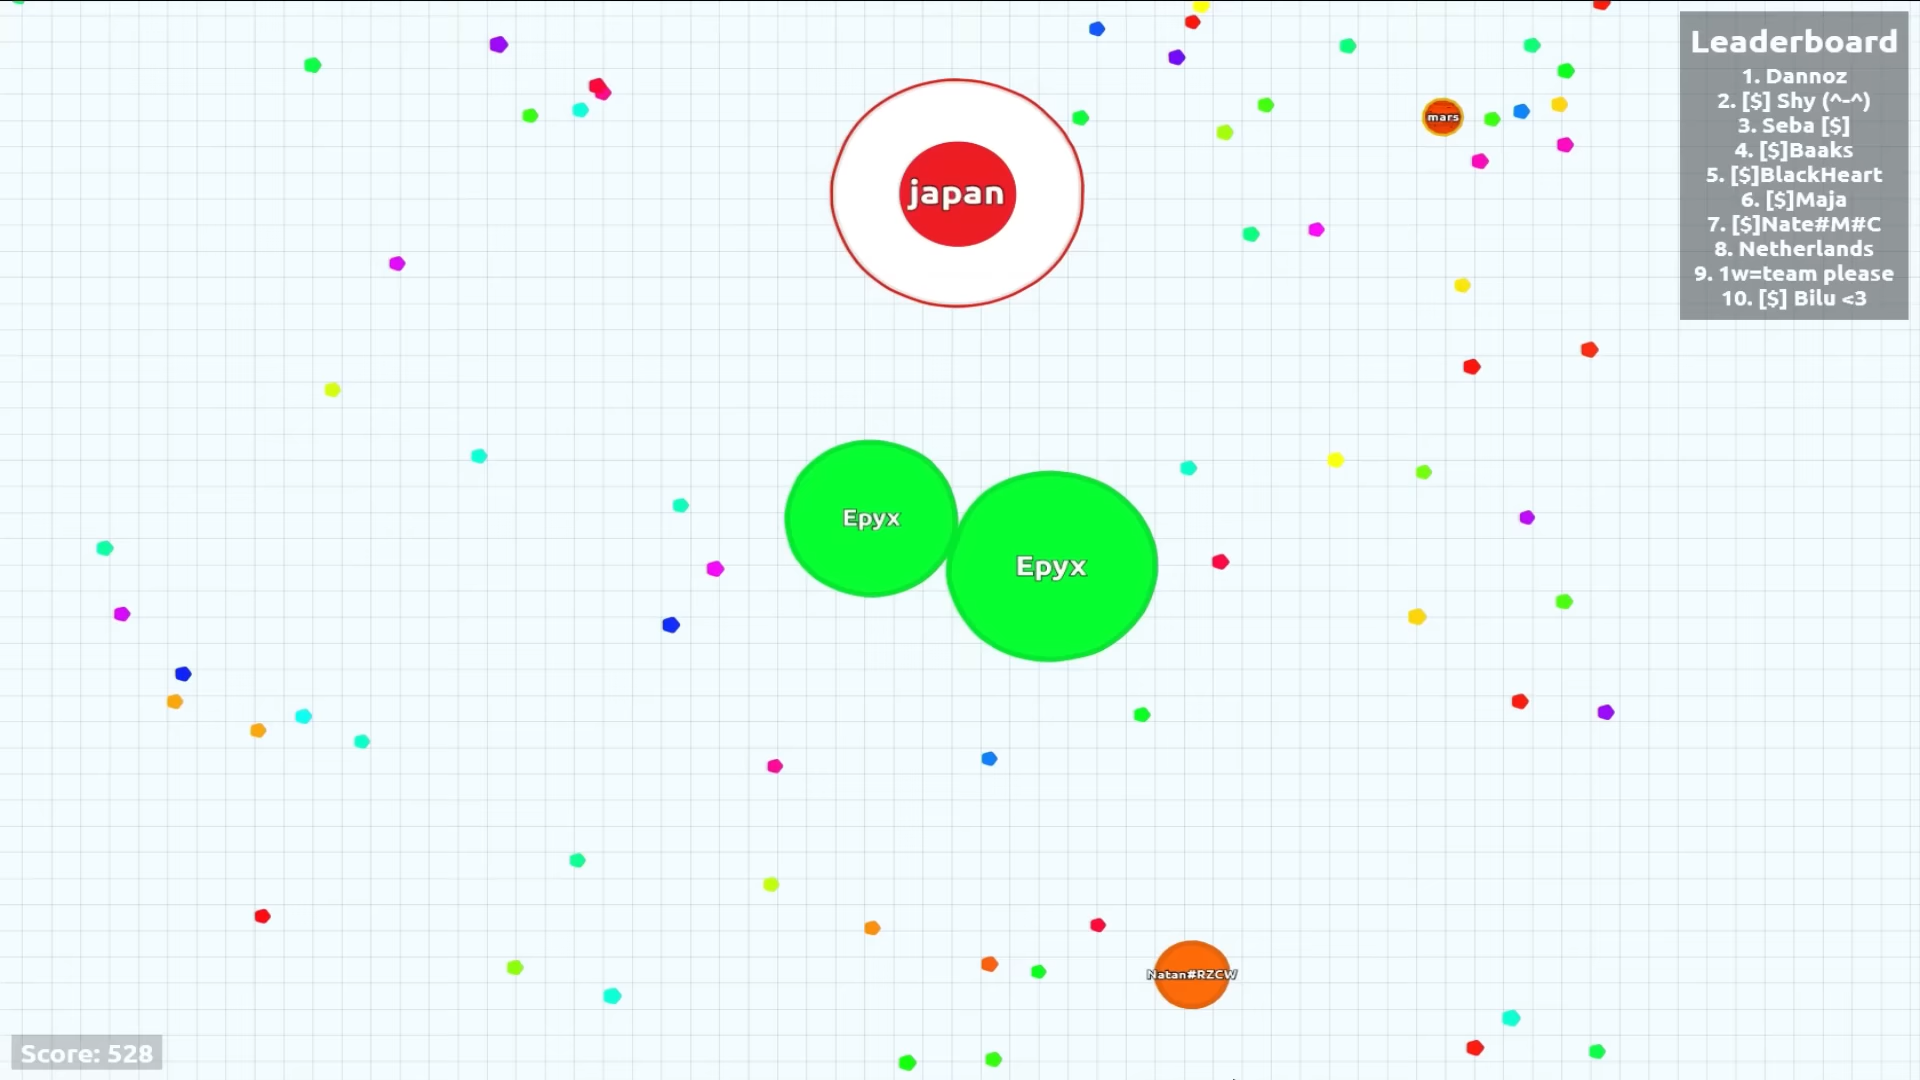 Leaderboard
1. Dannoz
2. [$] Shy (^-^)
3. Seba [$]
4. [$]Baaks
5. [$]BlackHeart
6. [$]Maja
7. [$]Nate#M#C
8. Netherlands
9. 1w=team please
10. [$] Bilu <3
mars
japan
Epyx
Epyx
Natan#RZCW
Score: 528